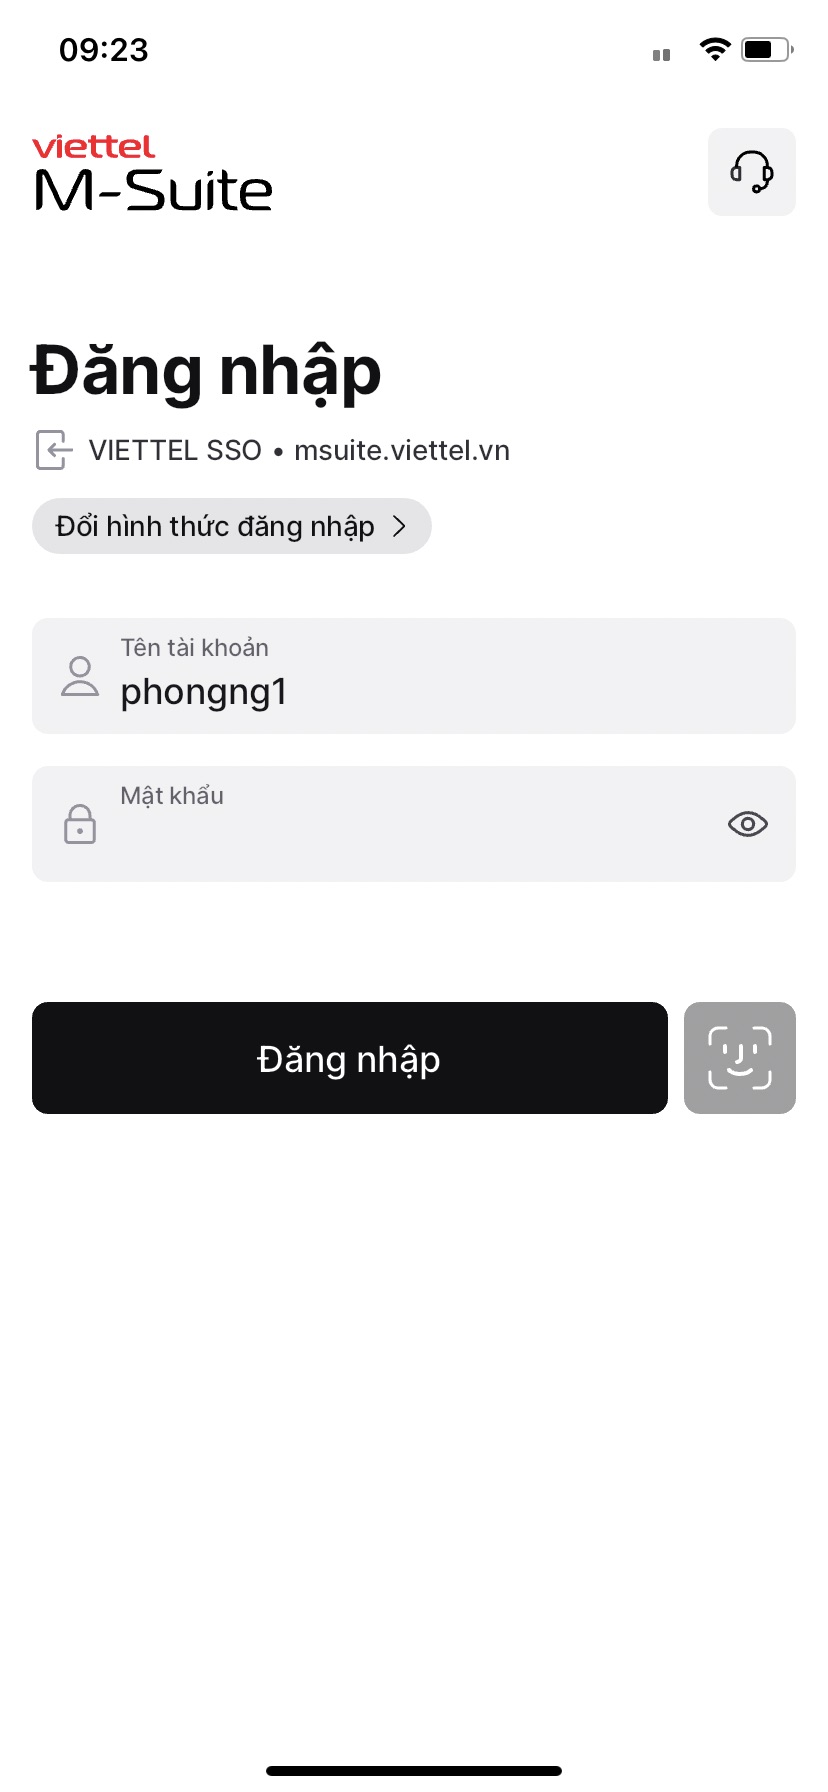 09:23
viettel
M-Suite
Đăng nhập
VIETTEL SSO • msuite.viettel.vn
Đổi hình thức đăng nhập
Tên tài khoản
phongng1
Mật khẩu
Đăng nhập